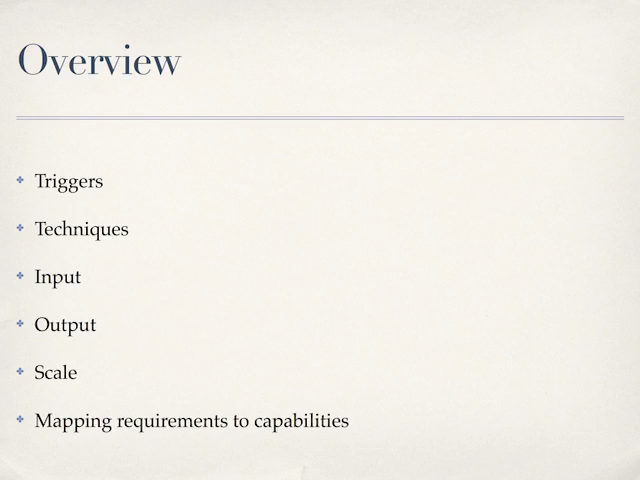 Overview
Triggers
Techniques
Input
Output
Scale
Mapping requirements to capabilities